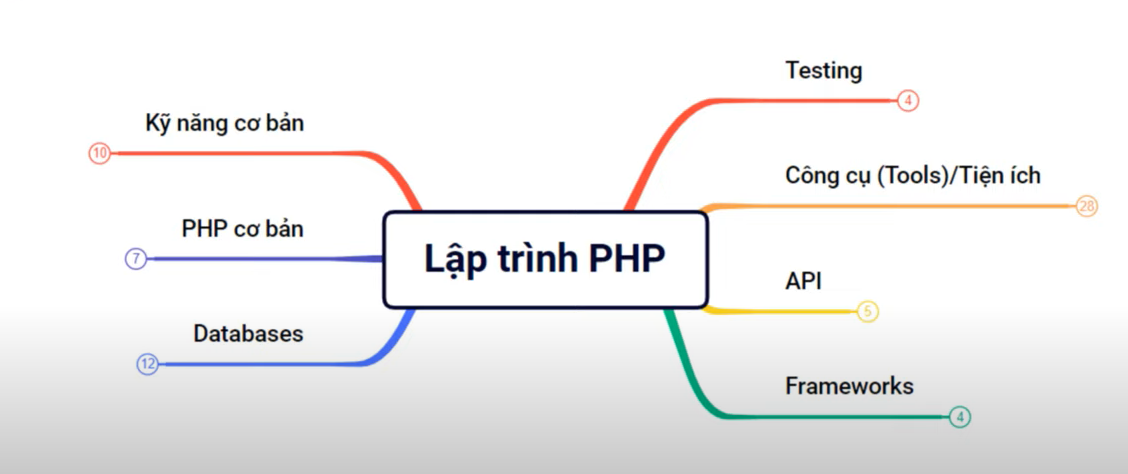 Testing
4
Kỹ năng cơ bản
10
Công cụ (Tools)/Tiện ích
28
PHP cơ bản
7
Lập trình PHP
API
5
Databases
12
Frameworks
4